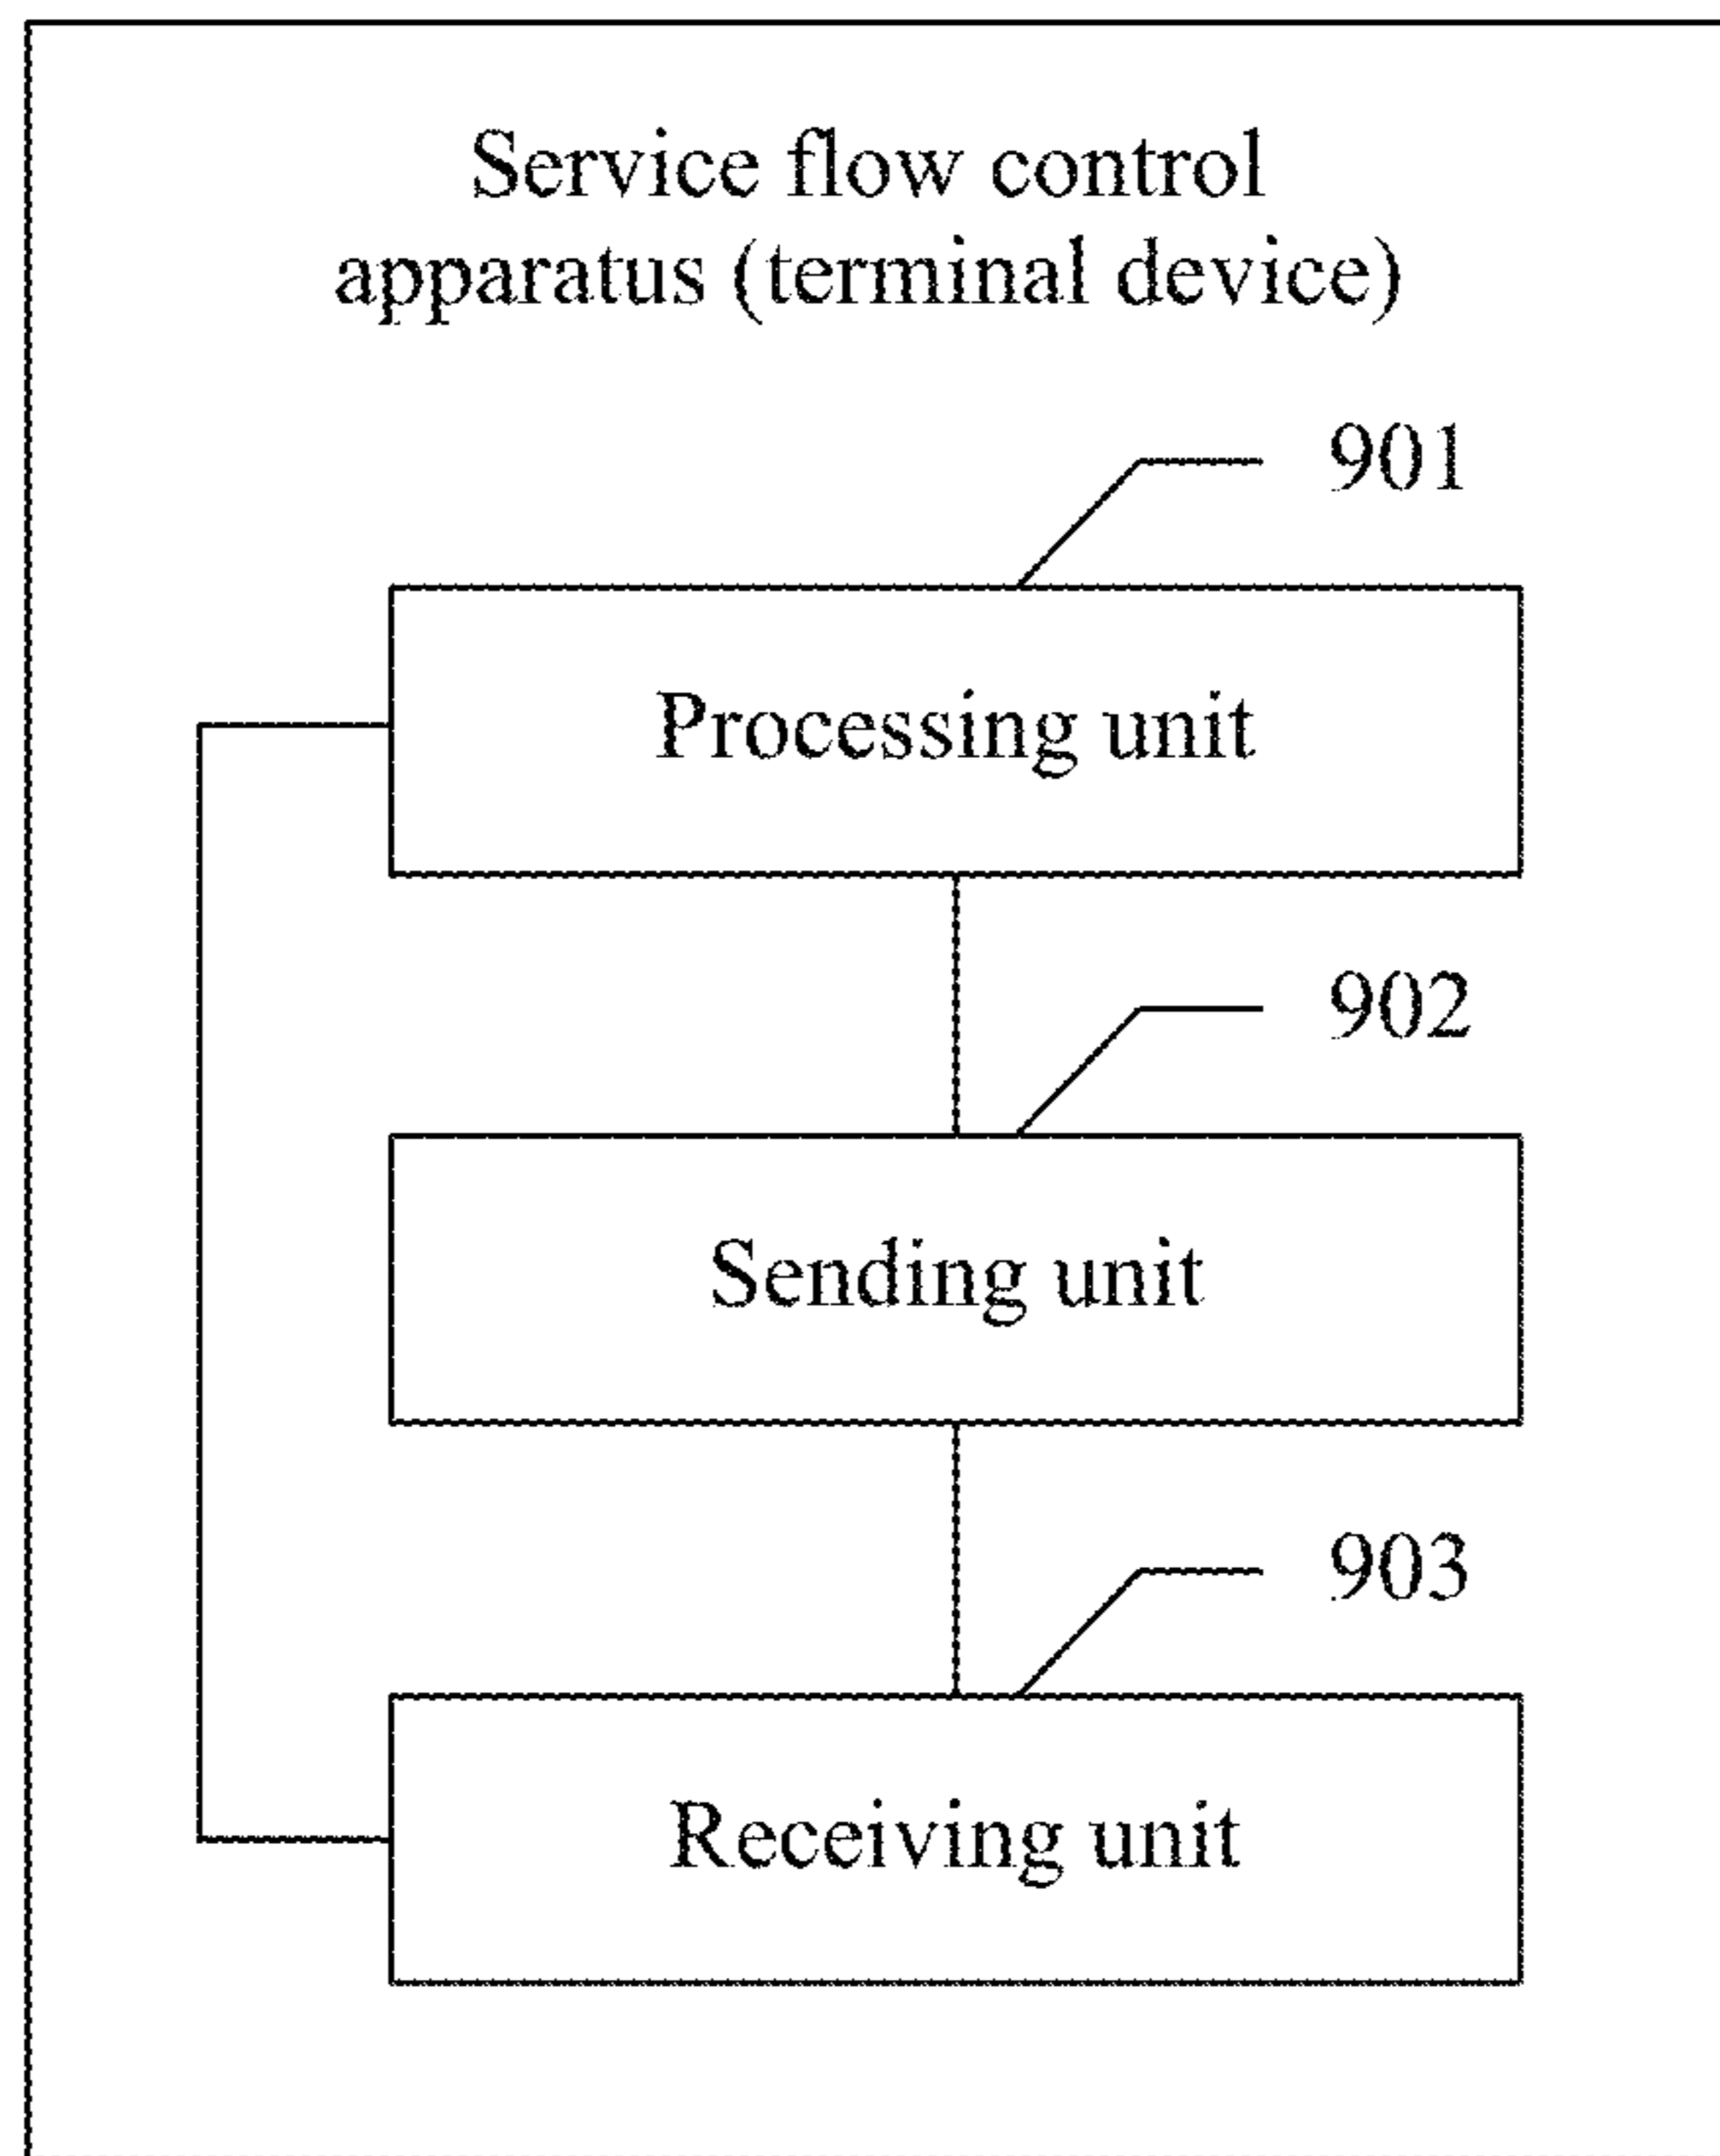 Service flow control
apparatus (terminal device)
901
Processing unit
902
Sending unit
903
Receiving unit